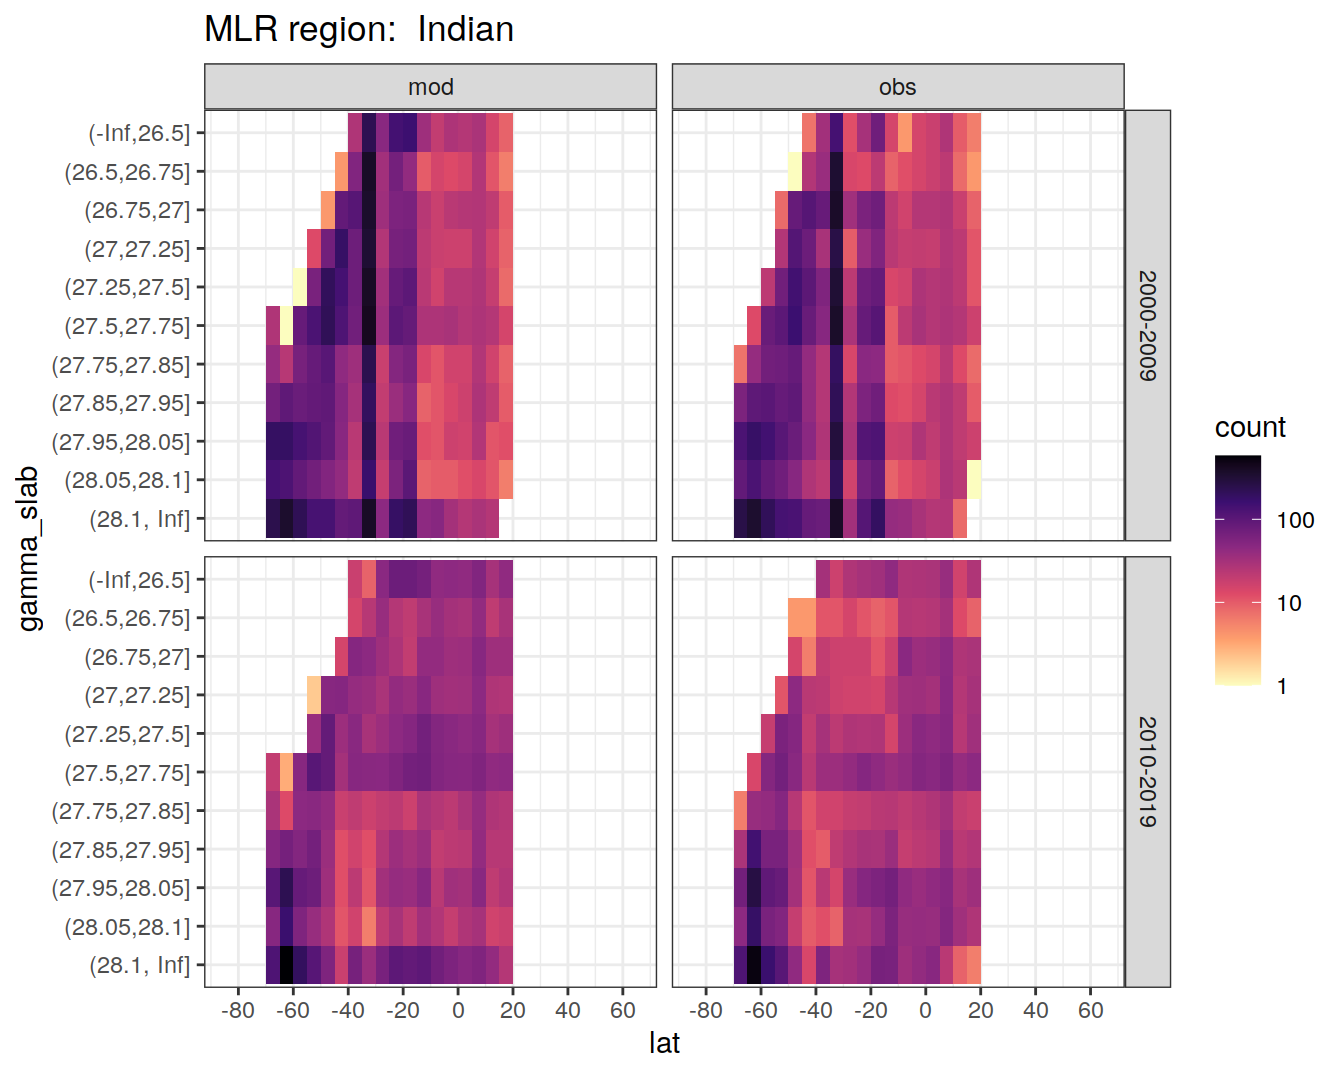 MLR region:  Indian
mod
obs
(-Inf,26.5]
(26.5,26.75]
(26.75,27]
(27,27.25]
(27.25,27.5]
(27.5,27.75]
(27.75,27.85]
(27.85,27.95]
(27.95,28.05]
(28.05,28.1]
(28.1, Inf]
2000-2009
(-Inf,26.5]
(26.5,26.75]
(26.75,27]
(27,27.25]
(27.25,27.5]
(27.5,27.75]
(27.75,27.85]
(27.85,27.95]
(27.95,28.05]
(28.05,28.1]
(28.1, Inf]
2010-2019
gamma_slab
-80 -60 -40 -20 0 20 40 60
-80 -60 -40 -20 0 20 40 60
lat
count
100
10
1